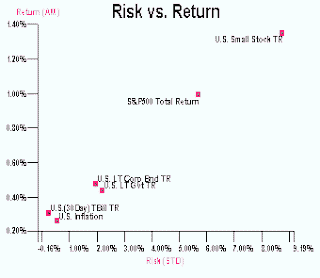 Risk vs. Return
Return (AM)
1.40%
U.S. Small Stock TR
1.00%
S&P500 Total Return
0.80%
0.60%
U.S. LT Corp Bnd TR
U.S. LT Gvt TR
0.40%
U.S.(30Day) TBill TR
U.S. Inflation
0.20%
-0.16%
1.00%
2.00%
3.00%
4.00%
5.00%
6.00%
7.00%
8.00%
9.19%
Risk (STD)